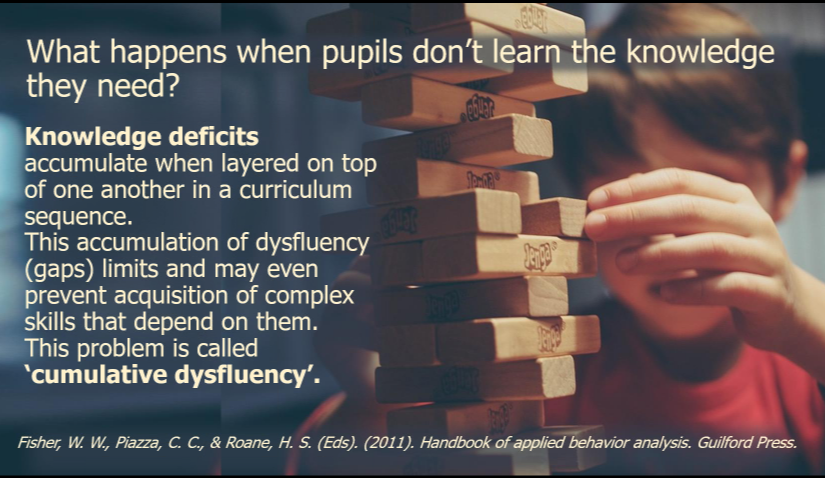 What happens when pupils don’t learn the knowledge
they need?
Knowledge deficits
accumulate when layered on top
of one another in a curriculum
sequence.
This accumulation of dysfluency
(gaps) limits and may even
prevent acquisition of complex
skills that depend on them.
This problem is called
‘cumulative dysfluency’.
Jenga
Jenga
Fisher, W. W., Piazza, C. C., & Roane, H. S. (Eds). (2011). Handbook of applied behavior analysis. Guilford Press.